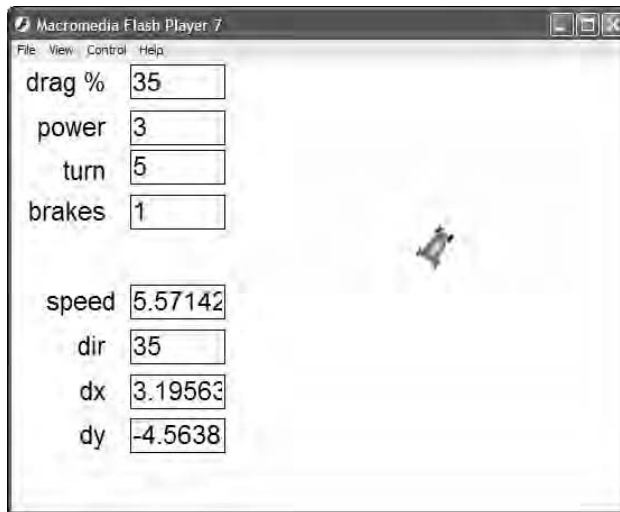 Macromedia Flash Player 7
File View Control Help
drag % 35
power 3
turn 5
brakes 1
speed 5.57142
dir 35
dx 3.19563
dy -4.5638